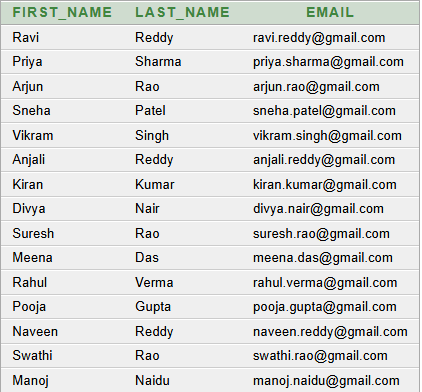 FIRST_NAME LAST_NAME EMAIL
Ravi Reddy ravi.reddy@gmail.com
Priya Sharma priya.sharma@gmail.com
Arjun Rao arjun.rao@gmail.com
Sneha Patel sneha.patel@gmail.com
Vikram Singh vikram.singh@gmail.com
Anjali Reddy anjali.reddy@gmail.com
Kiran Kumar kiran.kumar@gmail.com
Divya Nair divya.nair@gmail.com
Suresh Rao suresh.rao@gmail.com
Meena Das meena.das@gmail.com
Rahul Verma rahul.verma@gmail.com
Pooja Gupta pooja.gupta@gmail.com
Naveen Reddy naveen.reddy@gmail.com
Swathi Rao swathi.rao@gmail.com
Manoj Naidu manoj.naidu@gmail.com